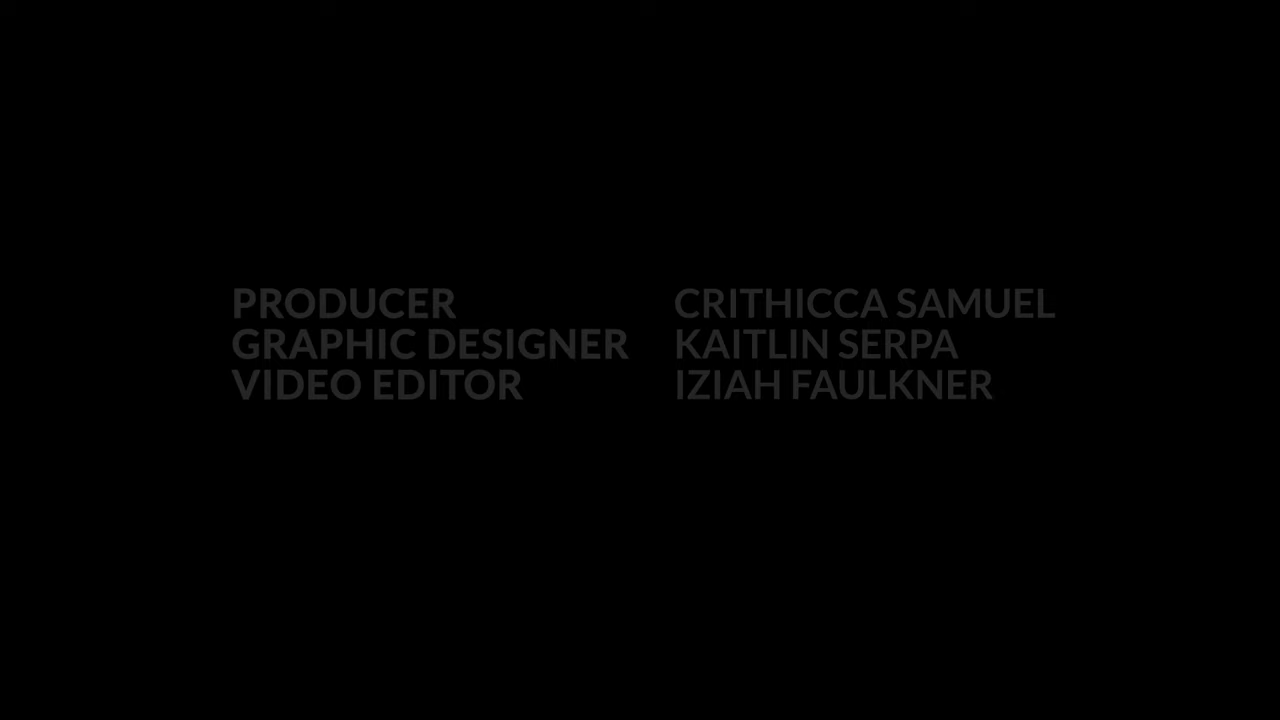 PRODUCER CRITHICCA SAMUEL
GRAPHIC DESIGNER KAITLIN SERPA
VIDEO EDITOR IZIAH FAULKNER